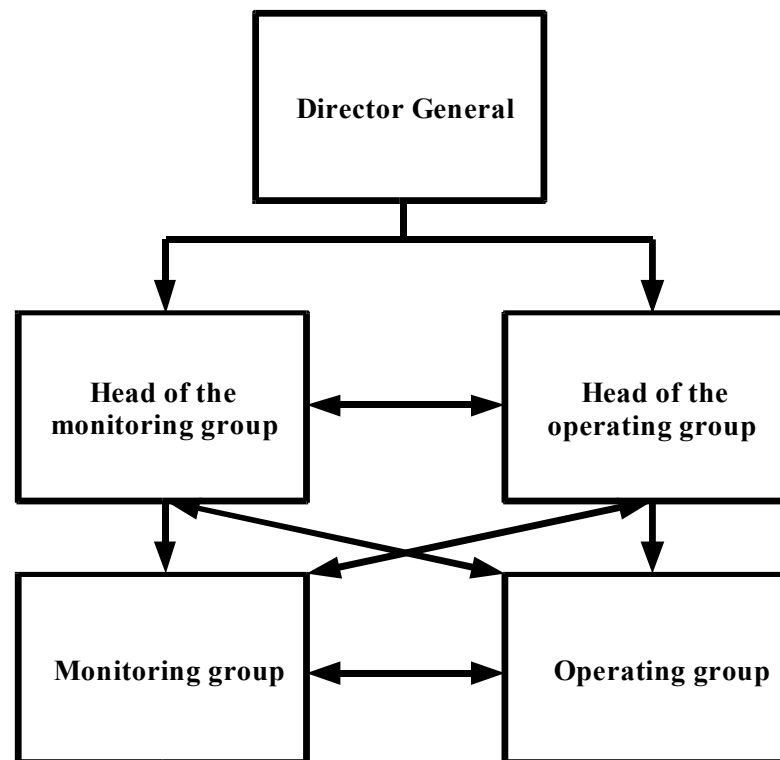 Director General
Head of the
monitoring group
Head of the
operating group
Monitoring group
Operating group